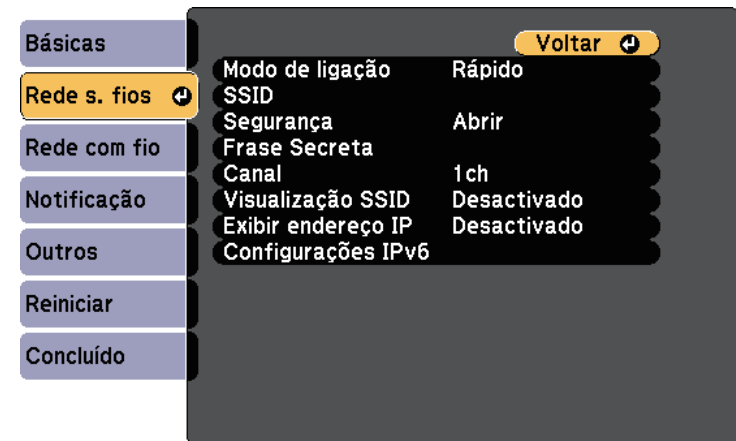 Básicas
Rede s. fios
Rede com fio
Notificação
Outros
Reiniciar
Concluído
Voltar
Modo de ligação Rápido
SSID
Segurança Abrir
Frase Secreta
Canal 1ch
Visualização SSID Desactivado
Exibir endereço IP Desactivado
Configurações IPv6